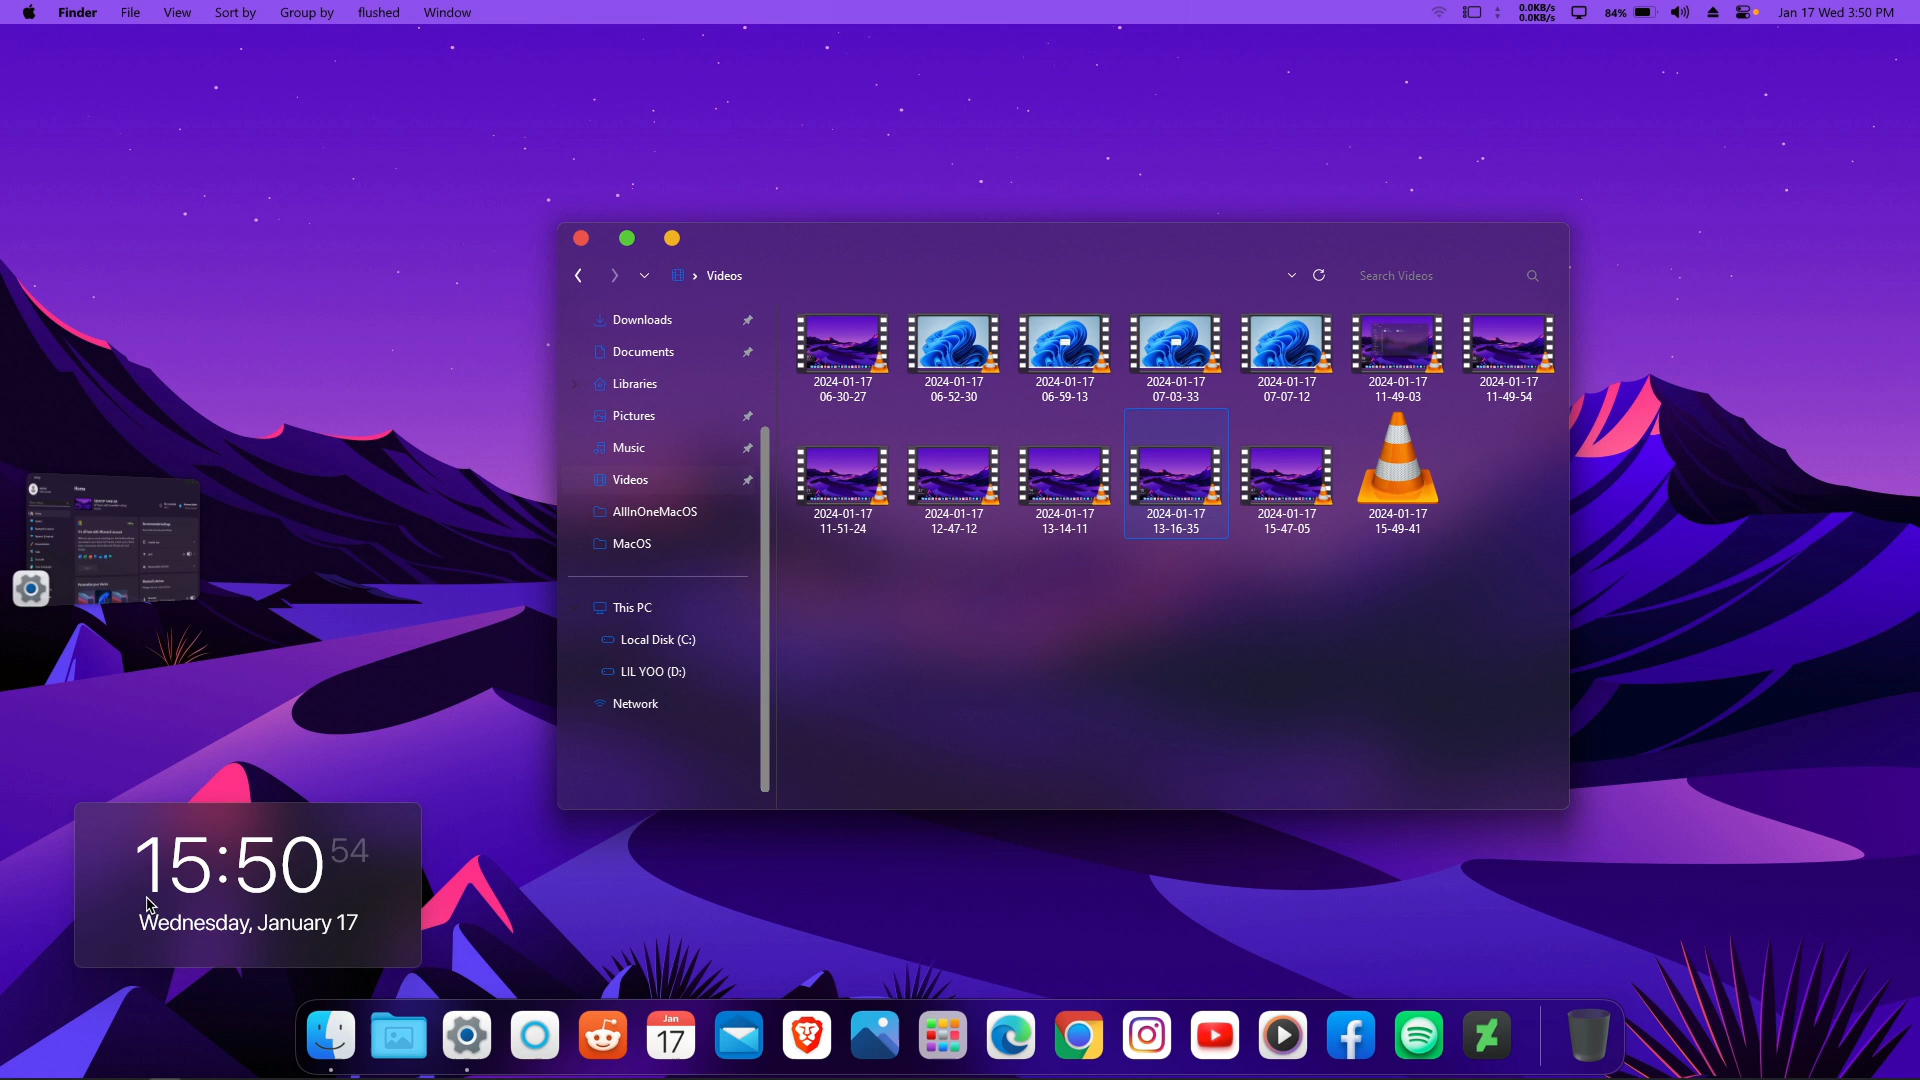 Finder File View Sort by Group by flushed Window
0.0KB/s
0.0KB/s
84%
Jan 17 Wed 3:50 PM
Videos
Search Videos
Downloads
Documents
Libraries
Pictures
Music
Videos
AllInOneMacOS
MacOS
This PC
Local Disk (C:)
LIL YOO (D:)
Network
2024-01-17
06-30-27
2024-01-17
06-52-30
2024-01-17
06-59-13
2024-01-17
07-03-33
2024-01-17
07-07-12
2024-01-17
11-49-03
2024-01-17
11-49-54
2024-01-17
11-51-24
2024-01-17
12-47-12
2024-01-17
13-14-11
2024-01-17
13-16-35
2024-01-17
15-47-05
2024-01-17
15-49-41
Home
15:50 54
Wednesday, January 17
Jan
17